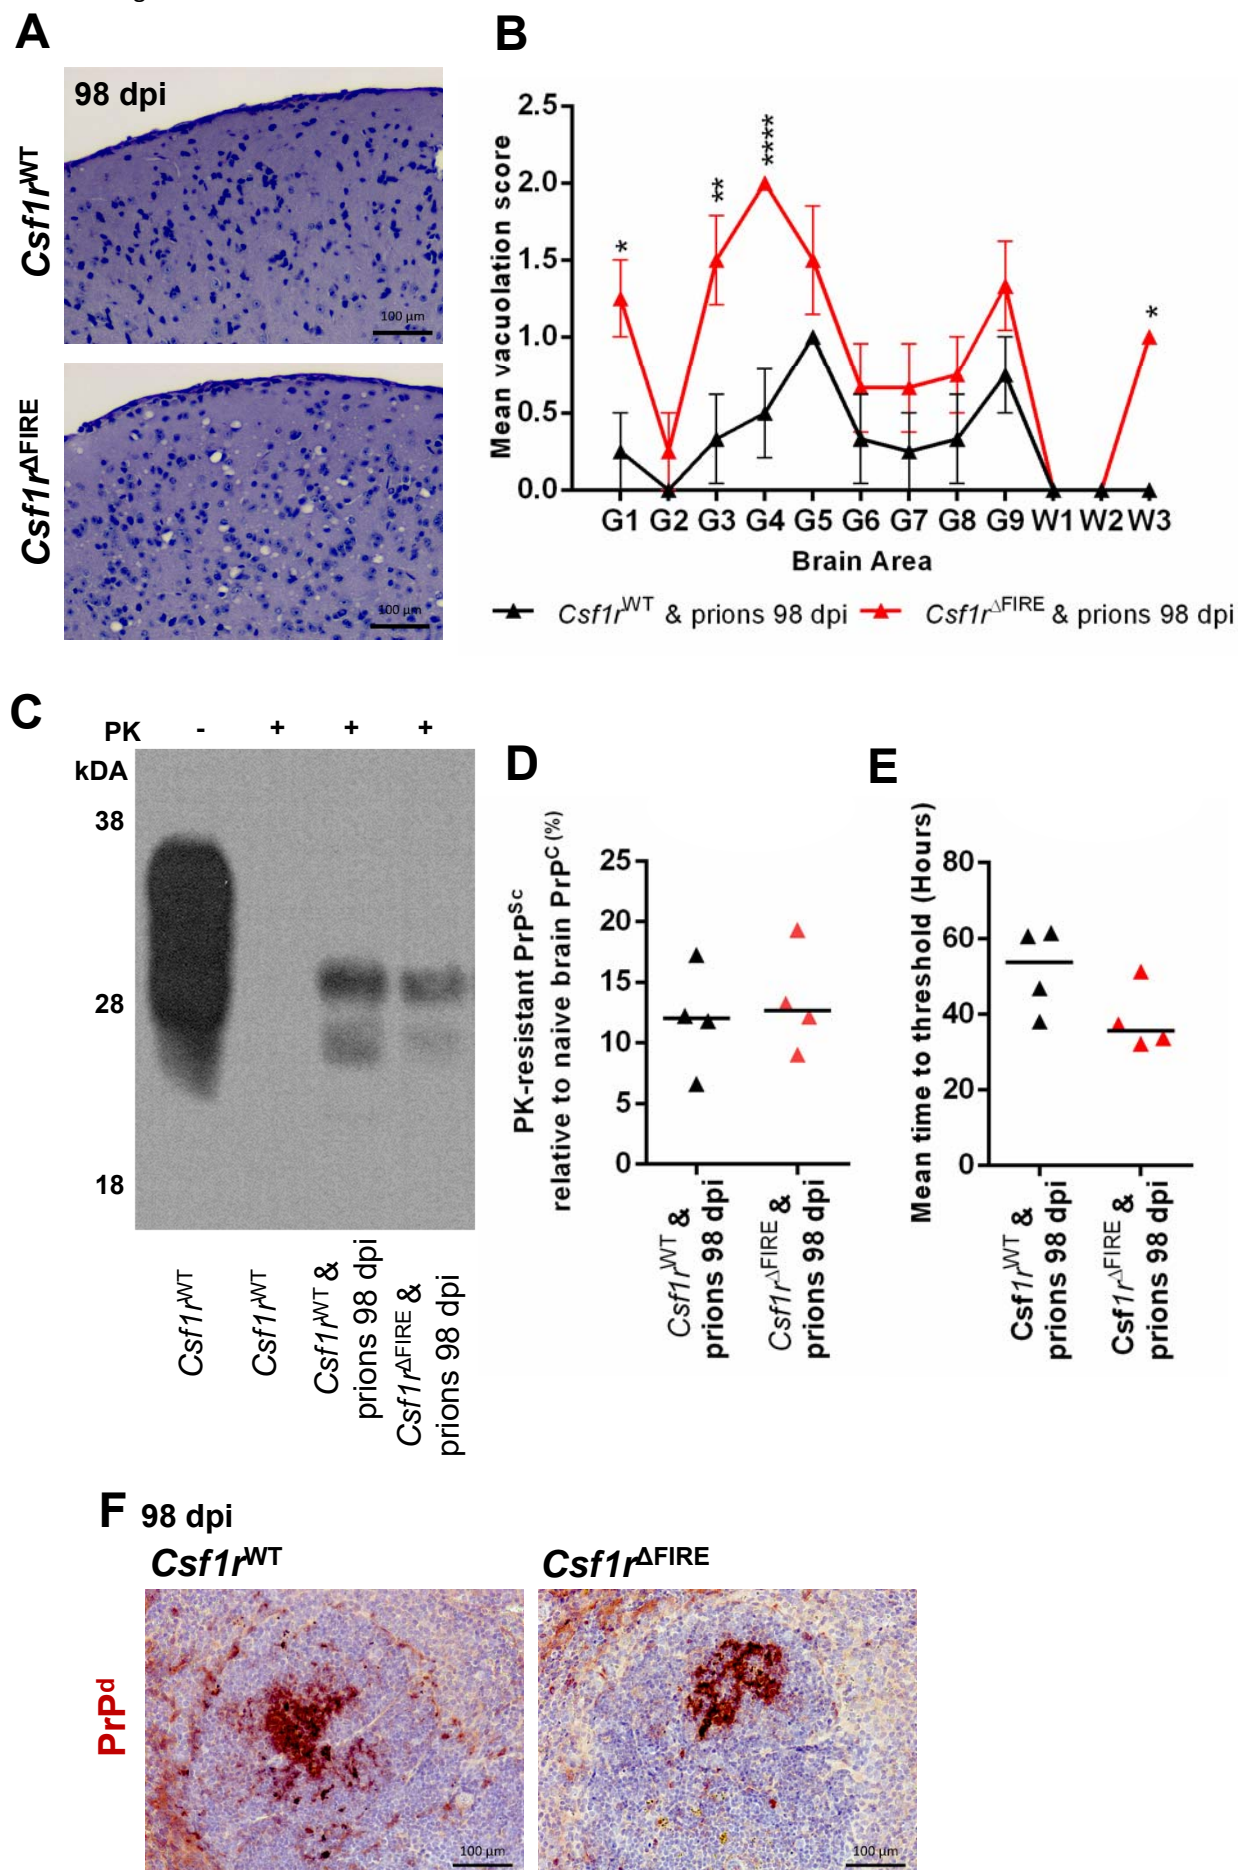 A
98 dpi
Csf1rWT
100 µm
Csf1rΔFIRE
100 µm
B
Mean vacuolation score
2.5
2.0
1.5
1.0
0.5
0.0
*
**
****
*
G1 G2 G3 G4 G5 G6 G7 G8 G9 W1 W2 W3
Brain Area
Csf1rWT & prions 98 dpi
Csf1rΔFIRE & prions 98 dpi
C
PK - + + +
kDA
38
28
18
Csf1rWT
Csf1rWT
Csf1rWT &
prions 98 dpi
Csf1rΔFIRE &
prions 98 dpi
D
PK-resistant PrPSc
relative to naive brain PrPC (%)
25
20
15
10
5
0
Csf1rWT &
prions 98 dpi
Csf1rΔFIRE &
prions 98 dpi
E
Mean time to threshold (Hours)
80
60
40
20
0
Csf1rWT &
prions 98 dpi
Csf1rΔFIRE &
prions 98 dpi
F 98 dpi
Csf1rWT
Csf1rΔFIRE
PrPd
100 µm
100 µm